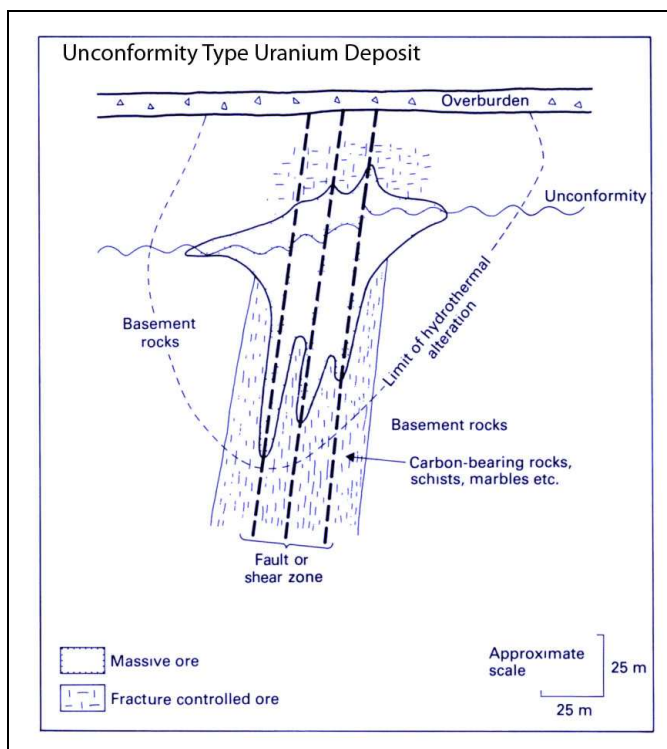 Unconformity Type Uranium Deposit
Overburden
Unconformity
Limit of hydrothermal
alteration
Basement
rocks
Basement rocks
Carbon-bearing rocks,
schists, marbles etc.
Fault or
shear zone
Massive ore
Fracture controlled ore
Approximate
scale
25 m
25 m